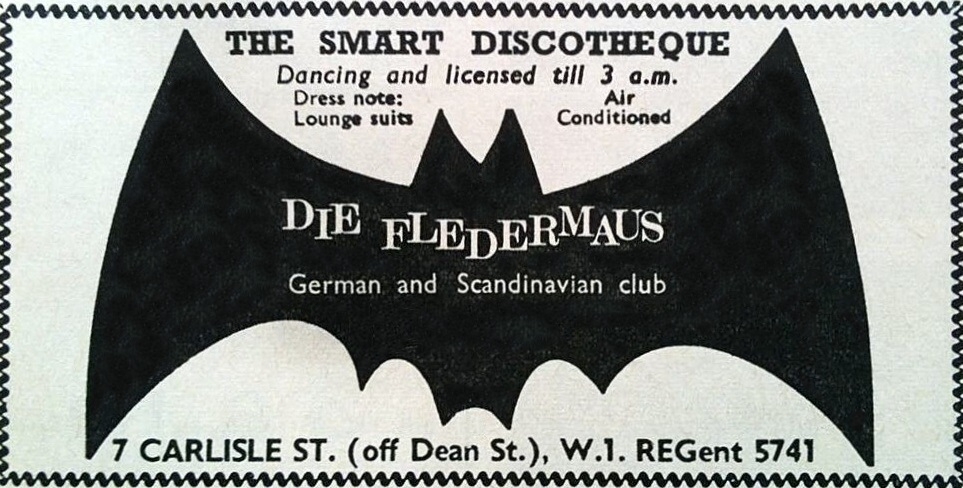 THE SMART DISCOTHEQUE
Dancing and licensed till 3 a.m.
Dress note:
Lounge suits
Air
Conditioned
DIE FLEDERMAUS
German and Scandinavian club
7 CARLISLE ST. (off Dean St.), W.1. REGent 5741